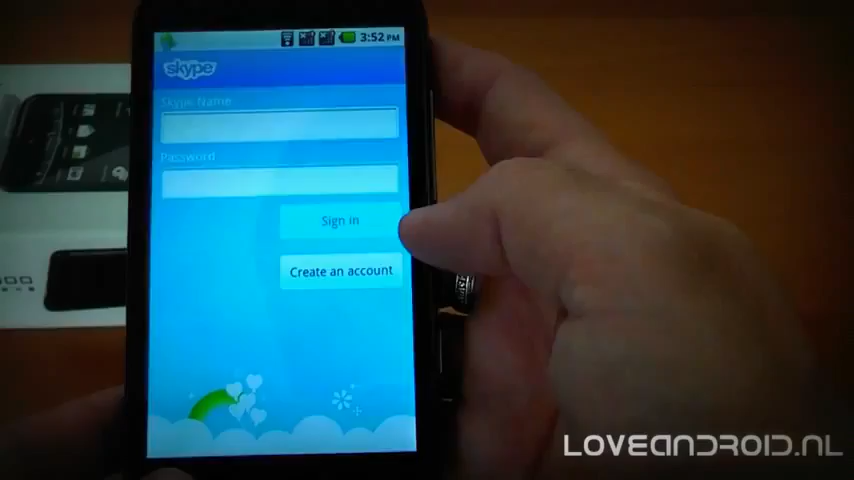 3:52 PM
skype
Skype Name
Password
Sign in
Create an account
LOVEANDROID.NL